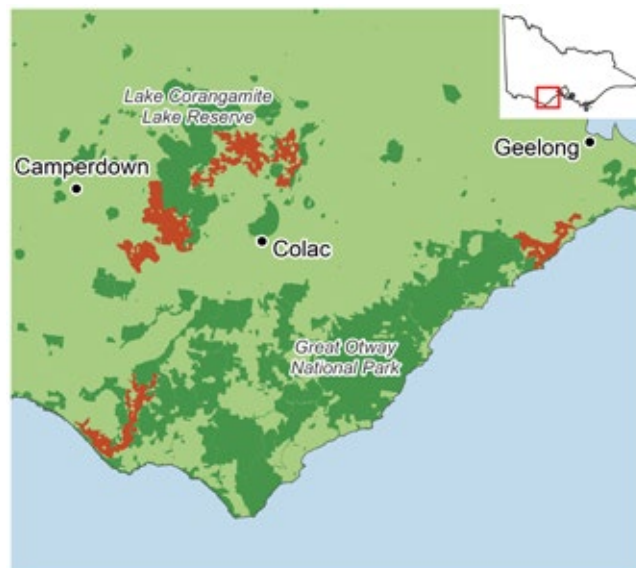 Lake Corangamite
Lake Reserve
Camperdown
Geelong
Colac
Great Otway
National Park